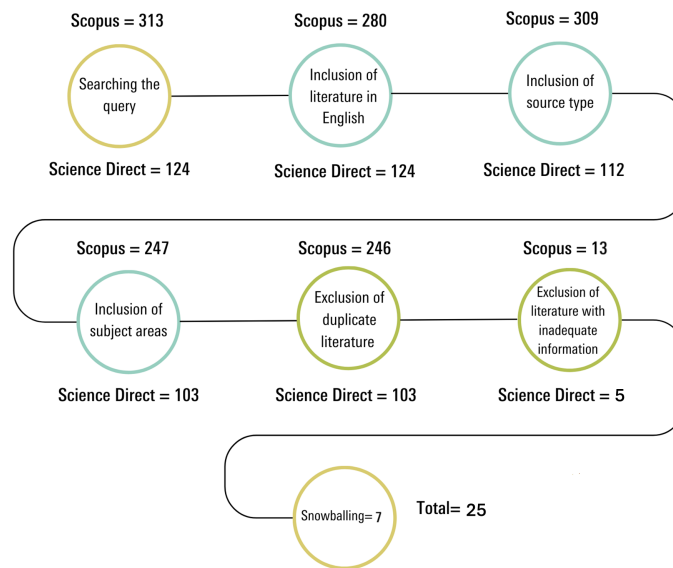 Scopus = 313
Scopus = 280
Scopus = 309
Searching the
query
Inclusion of
literature in
English
Inclusion of
source type
Science Direct = 124
Science Direct = 124
Science Direct = 112
Scopus = 247
Scopus = 246
Scopus = 13
Inclusion of
subject areas
Exclusion of
duplicate
literature
Exclusion of
literature with
inadequate
information
Science Direct = 103
Science Direct = 103
Science Direct = 5
Snowballing= 7
Total= 25